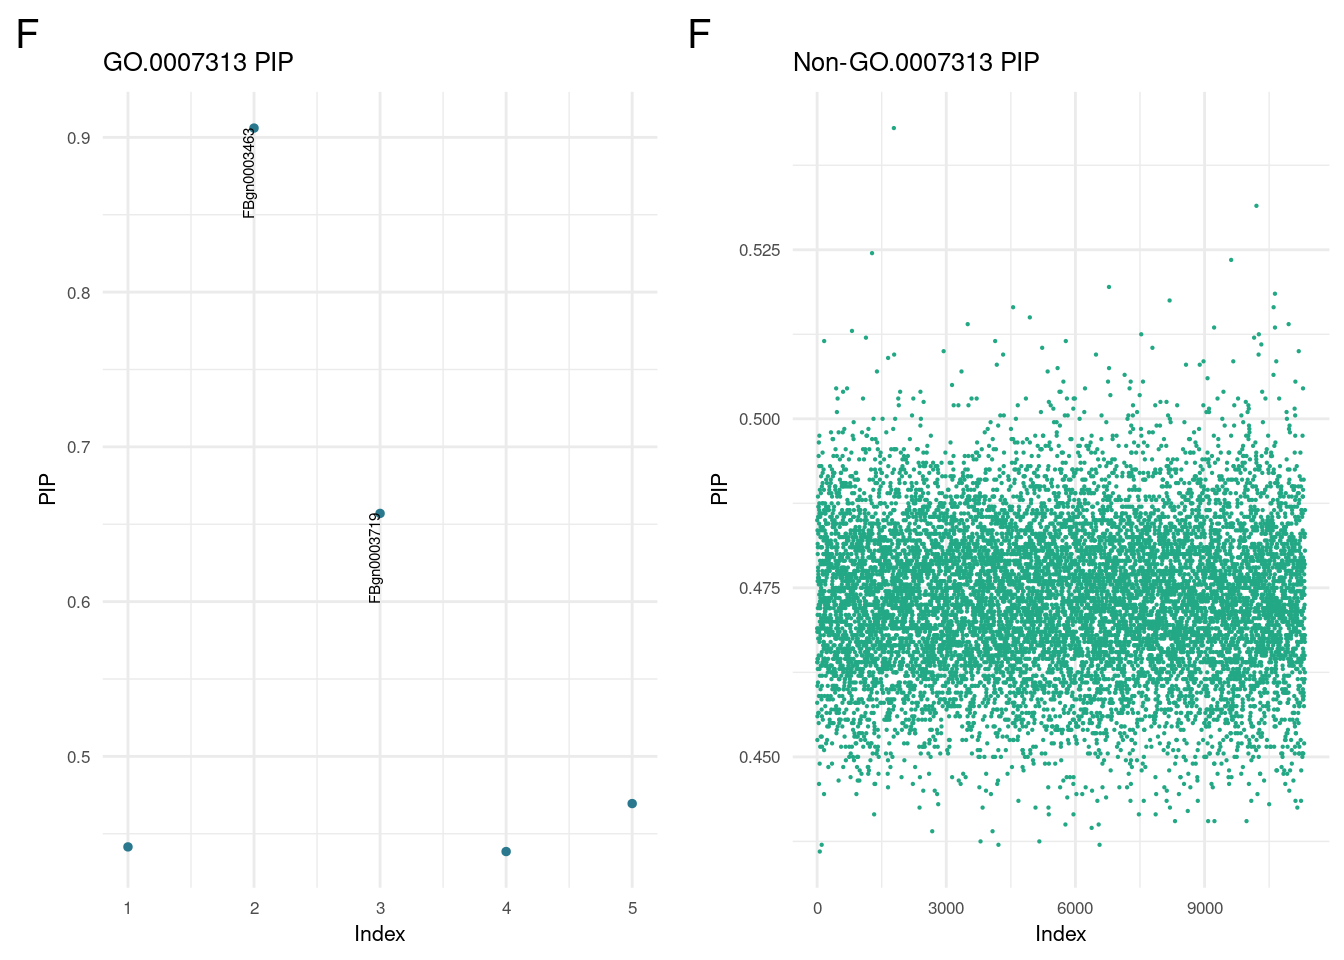 F
GO.0007313 PIP
PIP
0.9
0.8
0.7
0.6
0.5
FBgn0003463
FBgn0003719
1 2 3 4 5
Index
F
Non-GO.0007313 PIP
PIP
0.525
0.500
0.475
0.450
0 3000 6000 9000
Index